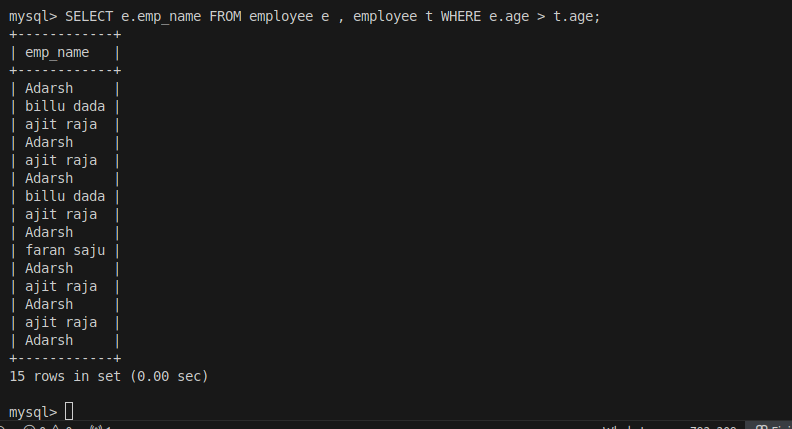 mysql> SELECT e.emp_name FROM employee e , employee t WHERE e.age > t.age;
+------------+
| emp_name   |
+------------+
| Adarsh     |
| billu dada |
| ajit raja  |
| Adarsh     |
| ajit raja  |
| Adarsh     |
| billu dada |
| ajit raja  |
| Adarsh     |
| faran saju |
| Adarsh     |
| ajit raja  |
| Adarsh     |
| ajit raja  |
| Adarsh     |
+------------+
15 rows in set (0.00 sec)

mysql>